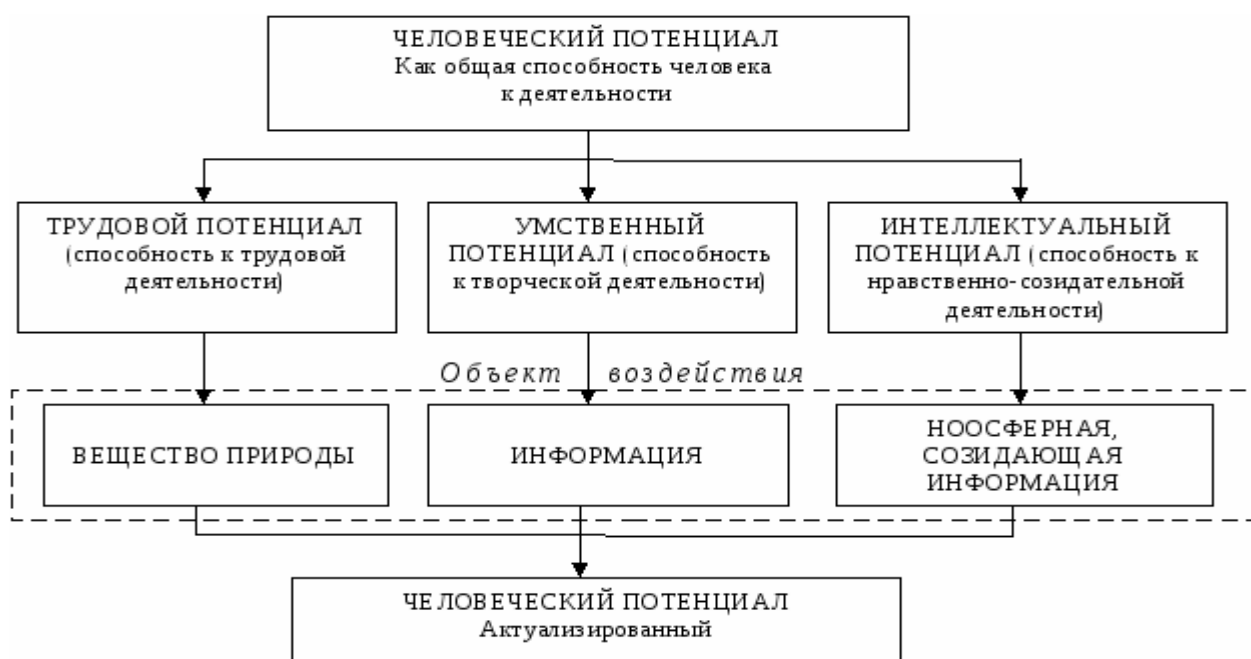 ЧЕЛОВЕЧЕСКИЙ ПОТЕНЦИАЛ
Как общая способность человека
к деятельности
ТРУДОВОЙ ПОТЕНЦИАЛ
(способность к трудовой
деятельности)
УМСТВЕННЫЙ
ПОТЕНЦИАЛ (способность
к творческой деятельности)
ИНТЕЛЛЕКТУАЛЬНЫЙ
ПОТЕНЦИАЛ (способность к
нравственно-созидательной
деятельности)
Объект воздействия
ВЕЩЕСТВО ПРИРОДЫ
ИНФОРМАЦИЯ
НООСФЕРНАЯ,
СОЗИДАЮЩАЯ
ИНФОРМАЦИЯ
ЧЕЛОВЕЧЕСКИЙ ПОТЕНЦИАЛ
Актуализированный